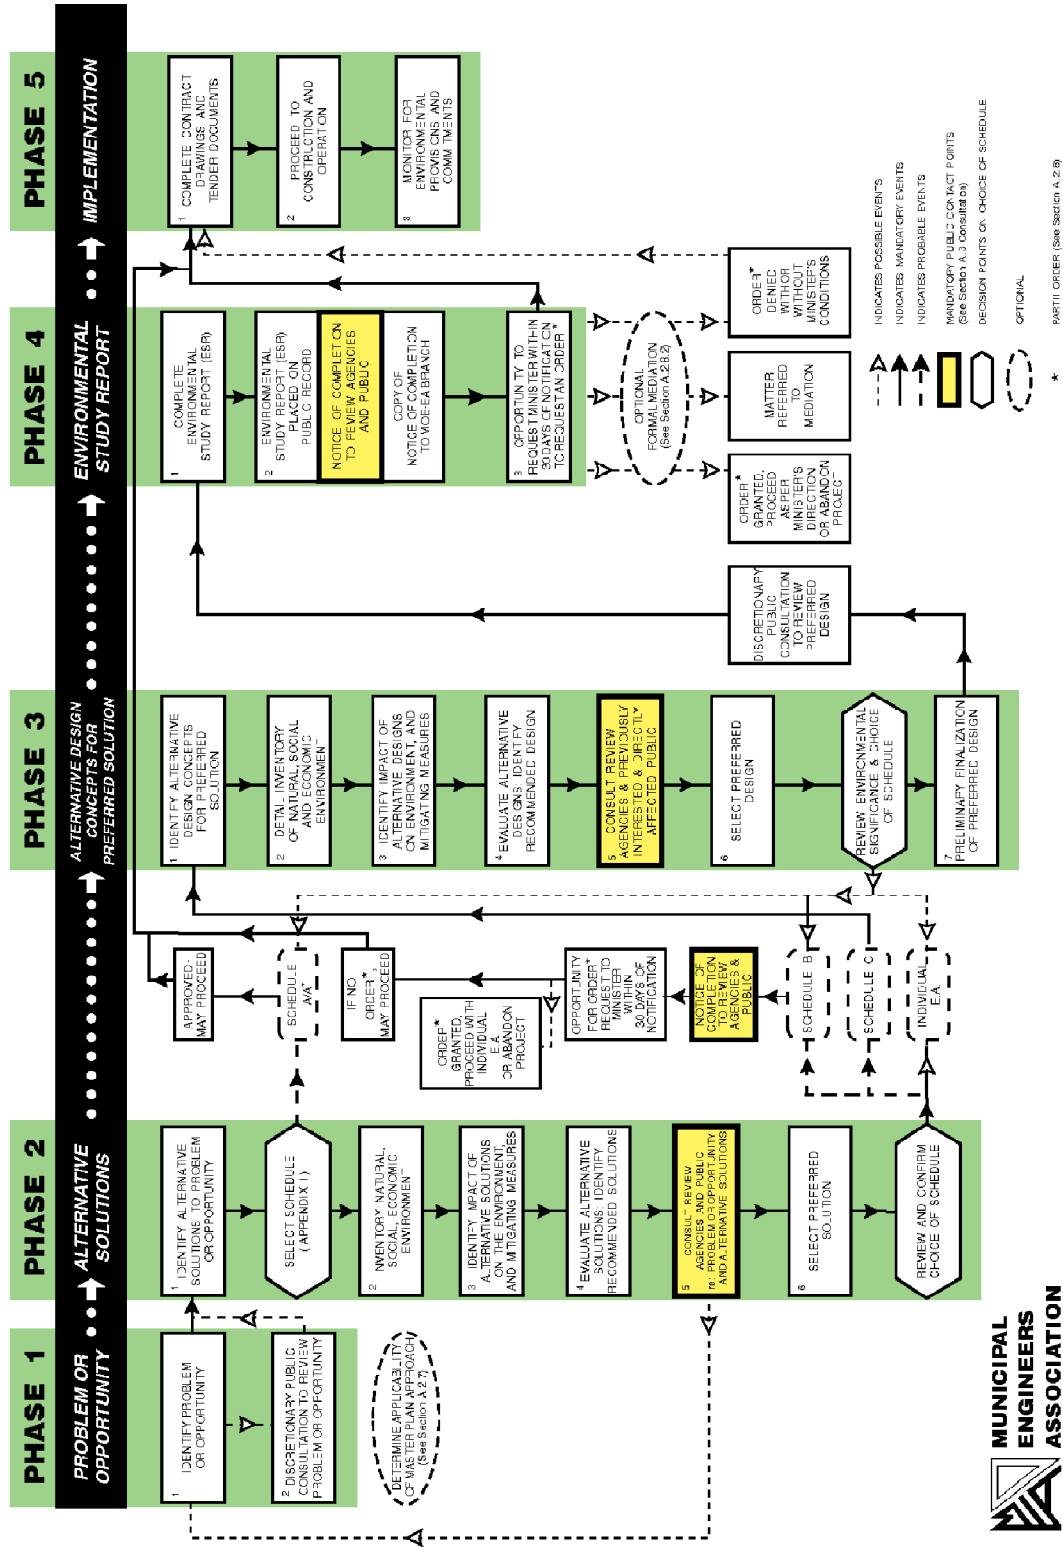 PHASE 1
PROBLEM OR
OPPORTUNITY
1
IDENTIFY PROBLEM
OR OPPORTUNITY
2
DISCRETIONARY PUBLIC
CONSULTATION TO REVIEW
PROBLEM OR OPPORTUNITY
DETERMINE APPLICABILITY
OF MASTER PLAN APPROACH
(See Section A.2.7)
PHASE 2
ALTERNATIVE
SOLUTIONS
1
IDENTIFY ALTERNATIVE
SOLUTIONS TO PROBLEM
OR OPPORTUNITY
SELECT SCHEDULE
(APPENDIX I)
2
INVENTORY NATURAL,
SOCIAL, ECONOMIC
ENVIRONMENT
3
IDENTIFY IMPACT OF
ALTERNATIVE SOLUTIONS
ON THE ENVIRONMENT,
AND MITIGATING MEASURES
4
EVALUATE ALTERNATIVE
SOLUTIONS: IDENTIFY
RECOMMENDED SOLUTIONS
5
CONSULT REVIEW
AGENCIES AND PUBLIC
re: PROBLEM OR OPPORTUNITY
AND ALTERNATIVE SOLUTIONS
6
SELECT PREFERRED
SOLUTION
REVIEW AND CONFIRM
CHOICE OF SCHEDULE
APPROVED-
MAY PROCEED
SCHEDULE
A/A+
IF NO
ORDER*,
MAY PROCEED
ORDER*
GRANTED,
PROCEED WITH
INDIVIDUAL
E.A.
OR ABANDON
PROJECT
OPPORTUNITY
FOR ORDER*
REQUEST TO
MINISTER
WITHIN
30 DAYS OF
NOTIFICATION
NOTICE OF
COMPLETION
TO REVIEW
AGENCIES &
PUBLIC
SCHEDULE B
SCHEDULE C
INDIVIDUAL
E.A.
PHASE 3
ALTERNATIVE DESIGN
CONCEPTS FOR
PREFERRED SOLUTION
1
IDENTIFY ALTERNATIVE
DESIGN CONCEPTS
FOR PREFERRED
SOLUTION
2
DETAIL INVENTORY
OF NATURAL, SOCIAL
AND ECONOMIC
ENVIRONMENT
3
IDENTIFY IMPACT OF
ALTERNATIVE DESIGNS
ON ENVIRONMENT, AND
MITIGATING MEASURES
4
EVALUATE ALTERNATIVE
DESIGNS: IDENTIFY
RECOMMENDED DESIGN
5
CONSULT REVIEW
AGENCIES & PREVIOUSLY
INTERESTED & DIRECTLY
AFFECTED PUBLIC
6
SELECT PREFERRED
DESIGN
REVIEW ENVIRONMENTAL
SIGNIFICANCE & CHOICE
OF SCHEDULE
7
PRELIMINARY FINALIZATION
OF PREFERRED DESIGN
DISCRETIONARY
PUBLIC
CONSULTATION
TO REVIEW
PREFERRED
DESIGN
PHASE 4
ENVIRONMENTAL
STUDY REPORT
1
COMPLETE
ENVIRONMENTAL
STUDY REPORT (ESR)
2
ENVIRONMENTAL
STUDY REPORT (ESR)
PLACED ON
PUBLIC RECORD
NOTICE OF COMPLETION
TO REVIEW AGENCIES
AND PUBLIC
COPY OF
NOTICE OF COMPLETION
TO MOE-EA BRANCH
3
OPPORTUNITY TO
REQUEST MINISTER WITHIN
30 DAYS OF NOTIFICATION
TO REQUEST AN ORDER*
OPTIONAL
FORMAL MEDIATION
(See Section A.2.8.2)
ORDER*
GRANTED,
PROCEED
AS PER
MINISTER'S
DIRECTION
OR ABANDON
PROJECT
MATTER
REFERRED
TO
MEDIATION
ORDER*
DENIED
WITH OR
WITHOUT
MINISTER'S
CONDITIONS
PHASE 5
IMPLEMENTATION
1
COMPLETE CONTRACT
DRAWINGS AND
TENDER DOCUMENTS
2
PROCEED TO
CONSTRUCTION AND
OPERATION
3
MONITOR FOR
ENVIRONMENTAL
PROVISIONS AND
COMMITMENTS
INDICATES POSSIBLE EVENTS
INDICATES MANDATORY EVENTS
INDICATES PROBABLE EVENTS
MANDATORY PUBLIC CONTACT POINTS
(See Section A.3 Consultation)
DECISION POINTS ON CHOICE OF SCHEDULE
OPTIONAL
* PART II ORDER (See Section A.2.8)
MUNICIPAL
ENGINEERS
ASSOCIATION